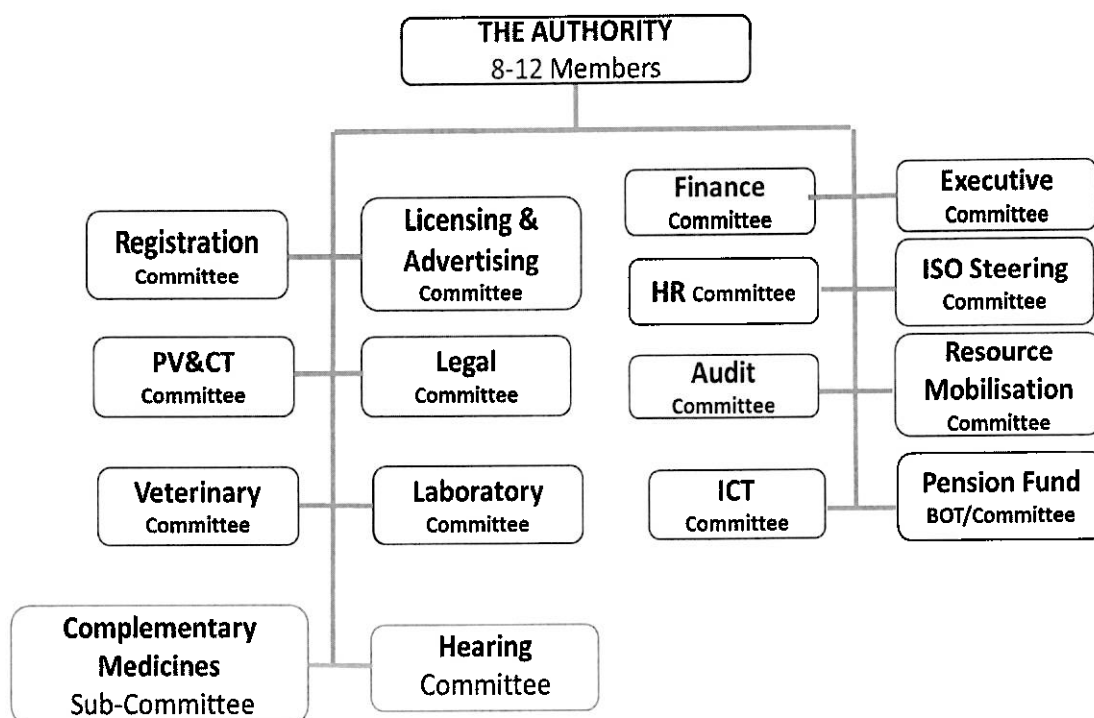 THE AUTHORITY
8-12 Members
Registration
Committee
Licensing &
Advertising
Committee
Finance
Committee
Executive
Committee
HR Committee
ISO Steering
Committee
PV&CT
Committee
Legal
Committee
Audit
Committee
Resource
Mobilisation
Committee
Veterinary
Committee
Laboratory
Committee
ICT
Committee
Pension Fund
BOT/Committee
Complementary
Medicines
Sub-Committee
Hearing
Committee